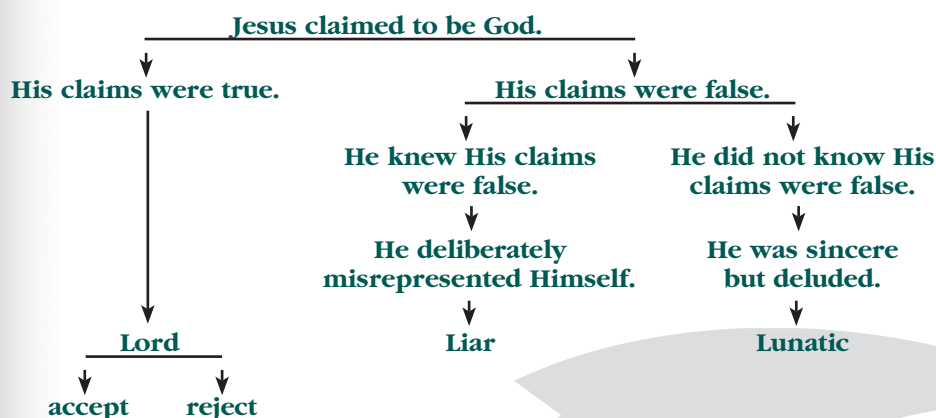 Jesus claimed to be God.
His claims were true.
His claims were false.
He knew His claims
were false.
He did not know His
claims were false.
He deliberately
misrepresented Himself.
He was sincere
but deluded.
Lord
Liar
Lunatic
accept
reject